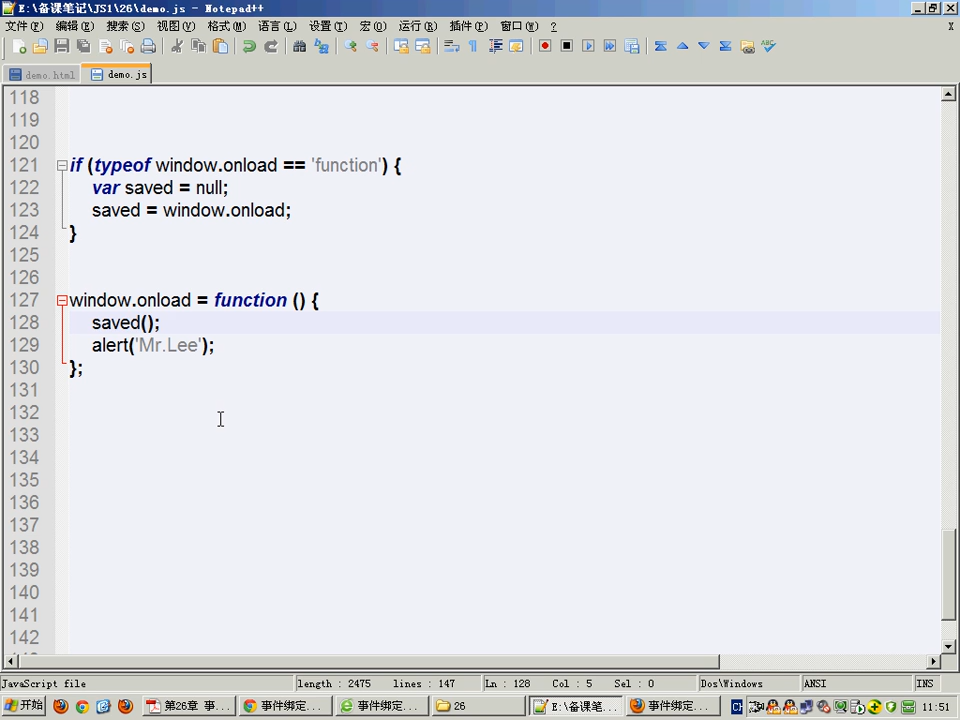 E:\备课笔记\JS1\26\demo.js - Notepad++
文件(F) 编辑(E) 搜索(S) 视图(V) 格式(M) 语言(L) 设置(T) 宏(O) 运行(R) 插件(P) 窗口(W) ? X
demo.html demo.js
118
119
120
121 if (typeof window.onload == 'function') {
122 var saved = null;
123 saved = window.onload;
124 }
125
126
127 window.onload = function () {
128 saved();
129 alert('Mr.Lee');
130 };
131
132
133
134
135
136
137
138
139
140
141
142
JavaScript file length : 2475 lines : 147 Ln : 128 Col : 5 Sel : 0 Dos\Windows ANSI INS
开始 第26章 事... 事件绑定... 事件绑定... 26 E:\备课笔... 事件绑定... CH 11:51